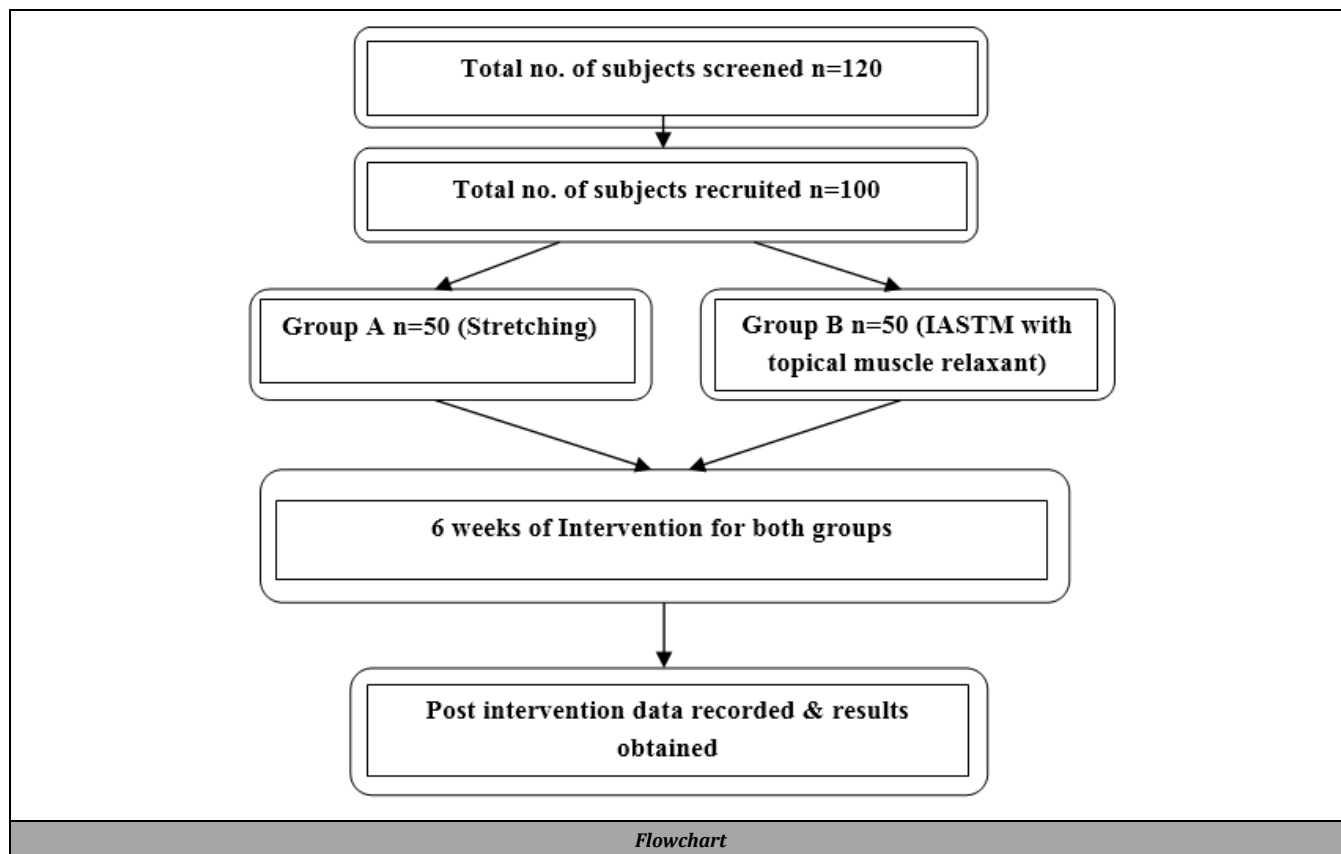 Total no. of subjects screened n=120
Total no. of subjects recruited n=100
Group A n=50 (Stretching)
Group B n=50 (IASTM with
topical muscle relaxant)
6 weeks of Intervention for both groups
Post intervention data recorded & results
obtained
Flowchart